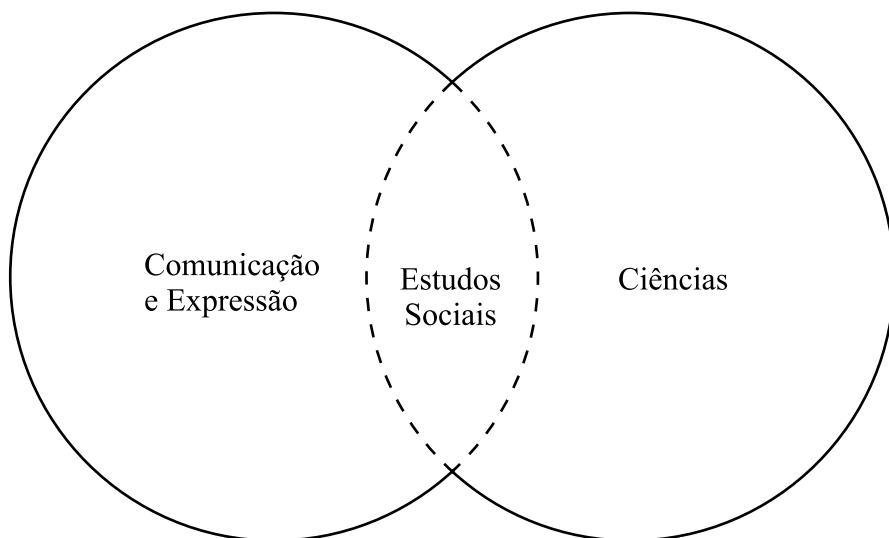 Comunicação
e Expressão
Estudos
Sociais
Ciências